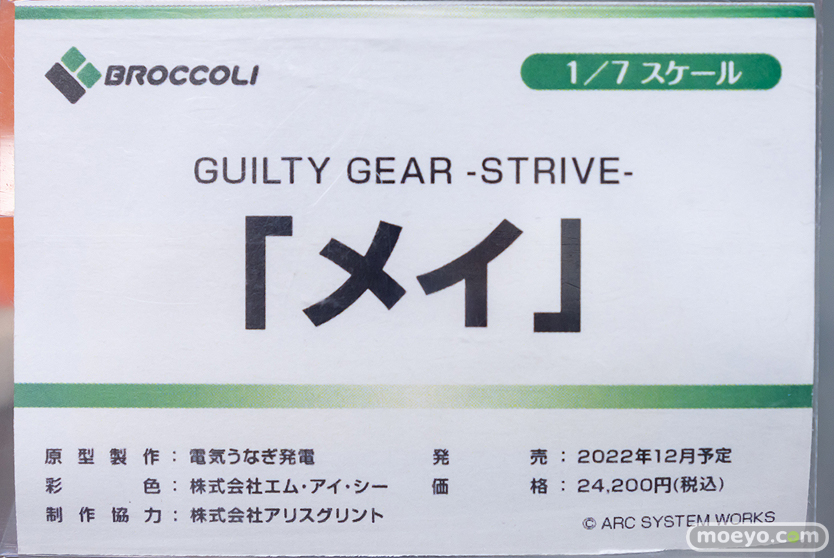 BROCCOLI
1/7 スケール
GUILTY GEAR -STRIVE-
「メイ」
原型製作：電気うなぎ発電
発売：2022年12月予定
彩色：株式会社エム・アイ・シー
価格：24,200円(税込)
制作協力：株式会社アリスグリント
© ARC SYSTEM WORKS
moeyo.com